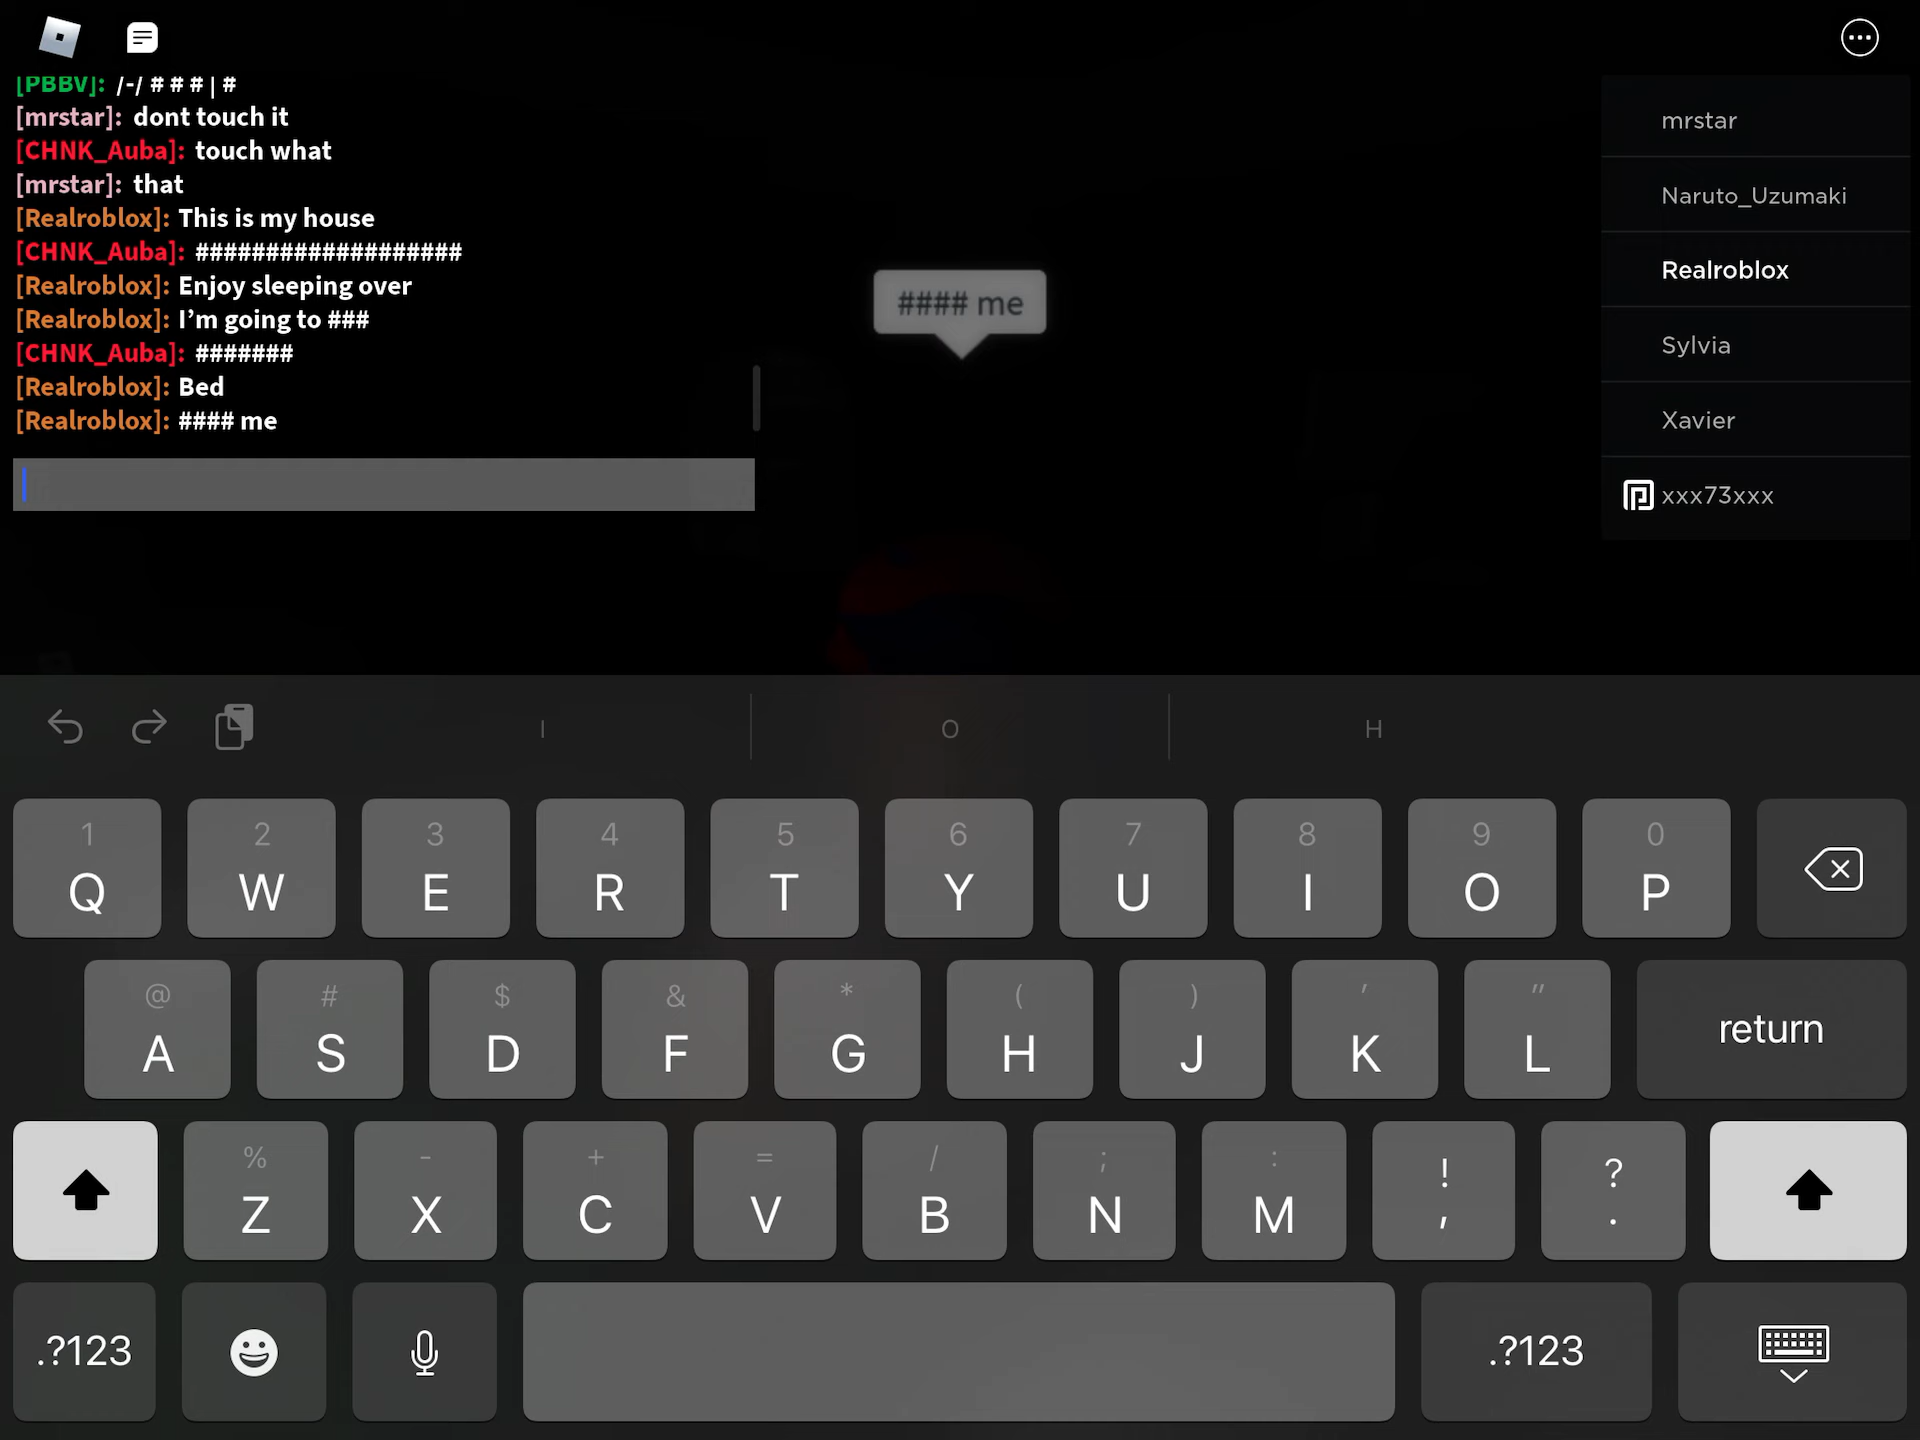 [PBBV]: /-/ # # # | #
[mrstar]: dont touch it
[CHNK_Auba]: touch what
[mrstar]: that
[Realroblox]: This is my house
[CHNK_Auba]: ###################
[Realroblox]: Enjoy sleeping over
[Realroblox]: I’m going to ###
[CHNK_Auba]: #######
[Realroblox]: Bed
[Realroblox]: #### me
#### me
mrstar
Naruto_Uzumaki
Realroblox
Sylvia
Xavier
xxx73xxx
I O H
1 2 3 4 5 6 7 8 9 0
Q W E R T Y U I O P
@ # $ & * ( ) ' "
A S D F G H J K L return
% - + = / ; : ! ?
Z X C V B N M , .
.?123 .?123